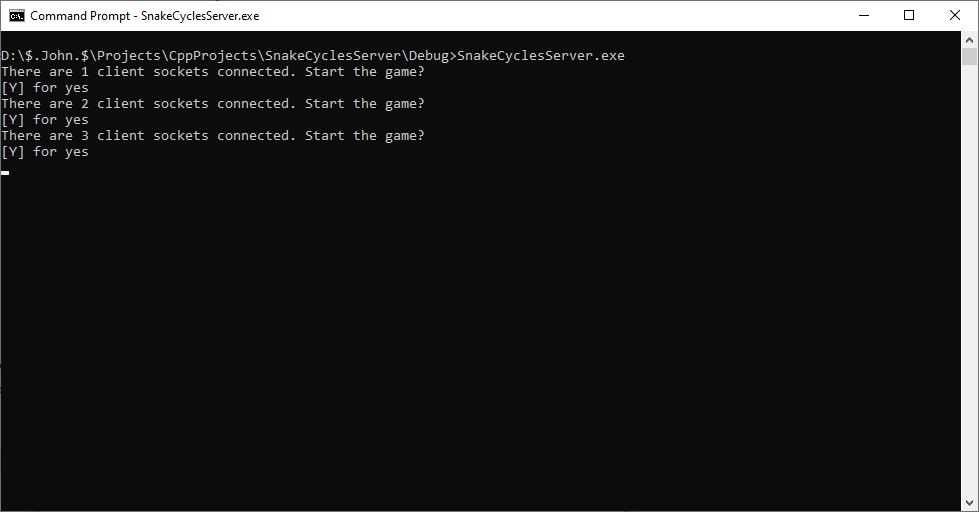 Command Prompt - SnakeCyclesServer.exe
D:\$.John.$\Projects\CppProjects\SnakeCyclesServer\Debug>SnakeCyclesServer.exe
There are 1 client sockets connected. Start the game?
[Y] for yes
There are 2 client sockets connected. Start the game?
[Y] for yes
There are 3 client sockets connected. Start the game?
[Y] for yes